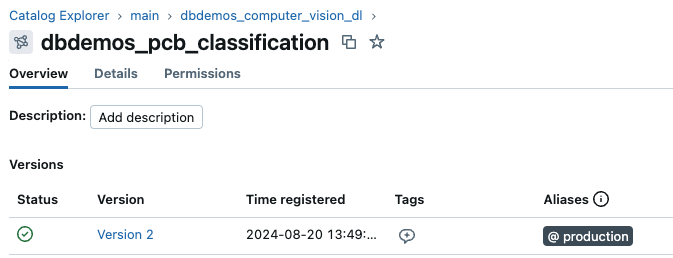 Catalog Explorer > main > dbdemos_computer_vision_dl >
dbdemos_pcb_classification
Overview Details Permissions
Description: Add description
Versions
Status Version Time registered Tags Aliases
Version 2 2024-08-20 13:49:... @ production